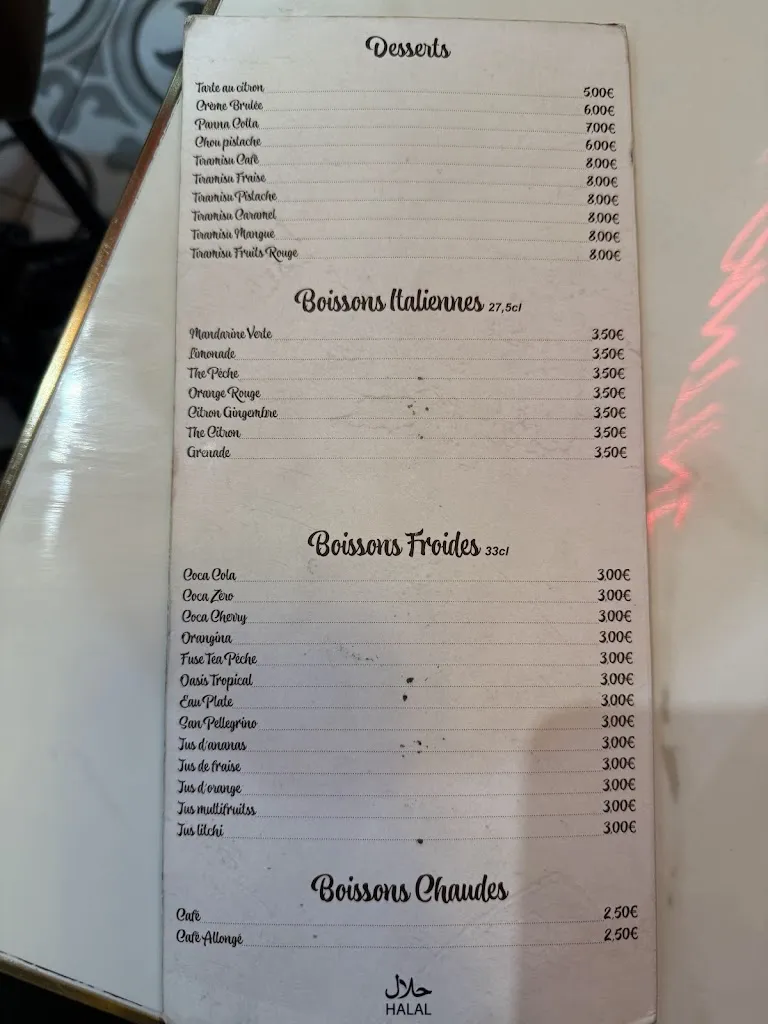 Desserts
Tarte au citron 5,00€
Crème Brulée 6,00€
Panna Cotta 7,00€
Chou pistache 6,00€
Tiramisu Café 8,00€
Tiramisu Fraise 8,00€
Tiramisu Pistache 8,00€
Tiramisu Caramel 8,00€
Tiramisu Mangue 8,00€
Tiramisu Fruits Rouge 8,00€
Boissons Italiennes 27,5cl
Mandarine Verte 3,50€
Limonade 3,50€
The Pêche 3,50€
Orange Rouge 3,50€
Citron Gingembre 3,50€
The Citron 3,50€
Grenade 3,50€
Boissons Froides 33cl
Coca Cola 3,00€
Coca Zéro 3,00€
Coca Cherry 3,00€
Orangina 3,00€
Fuse Tea Pêche 3,00€
Oasis Tropical 3,00€
Eau Plate 3,00€
San Pellegrino 3,00€
Jus d'ananas 3,00€
Jus de fraise 3,00€
Jus d'orange 3,00€
Jus multifruitss 3,00€
Jus litchi 3,00€
Boissons Chaudes
Café 2,50€
Café Allongé 2,50€
حلال
HALAL